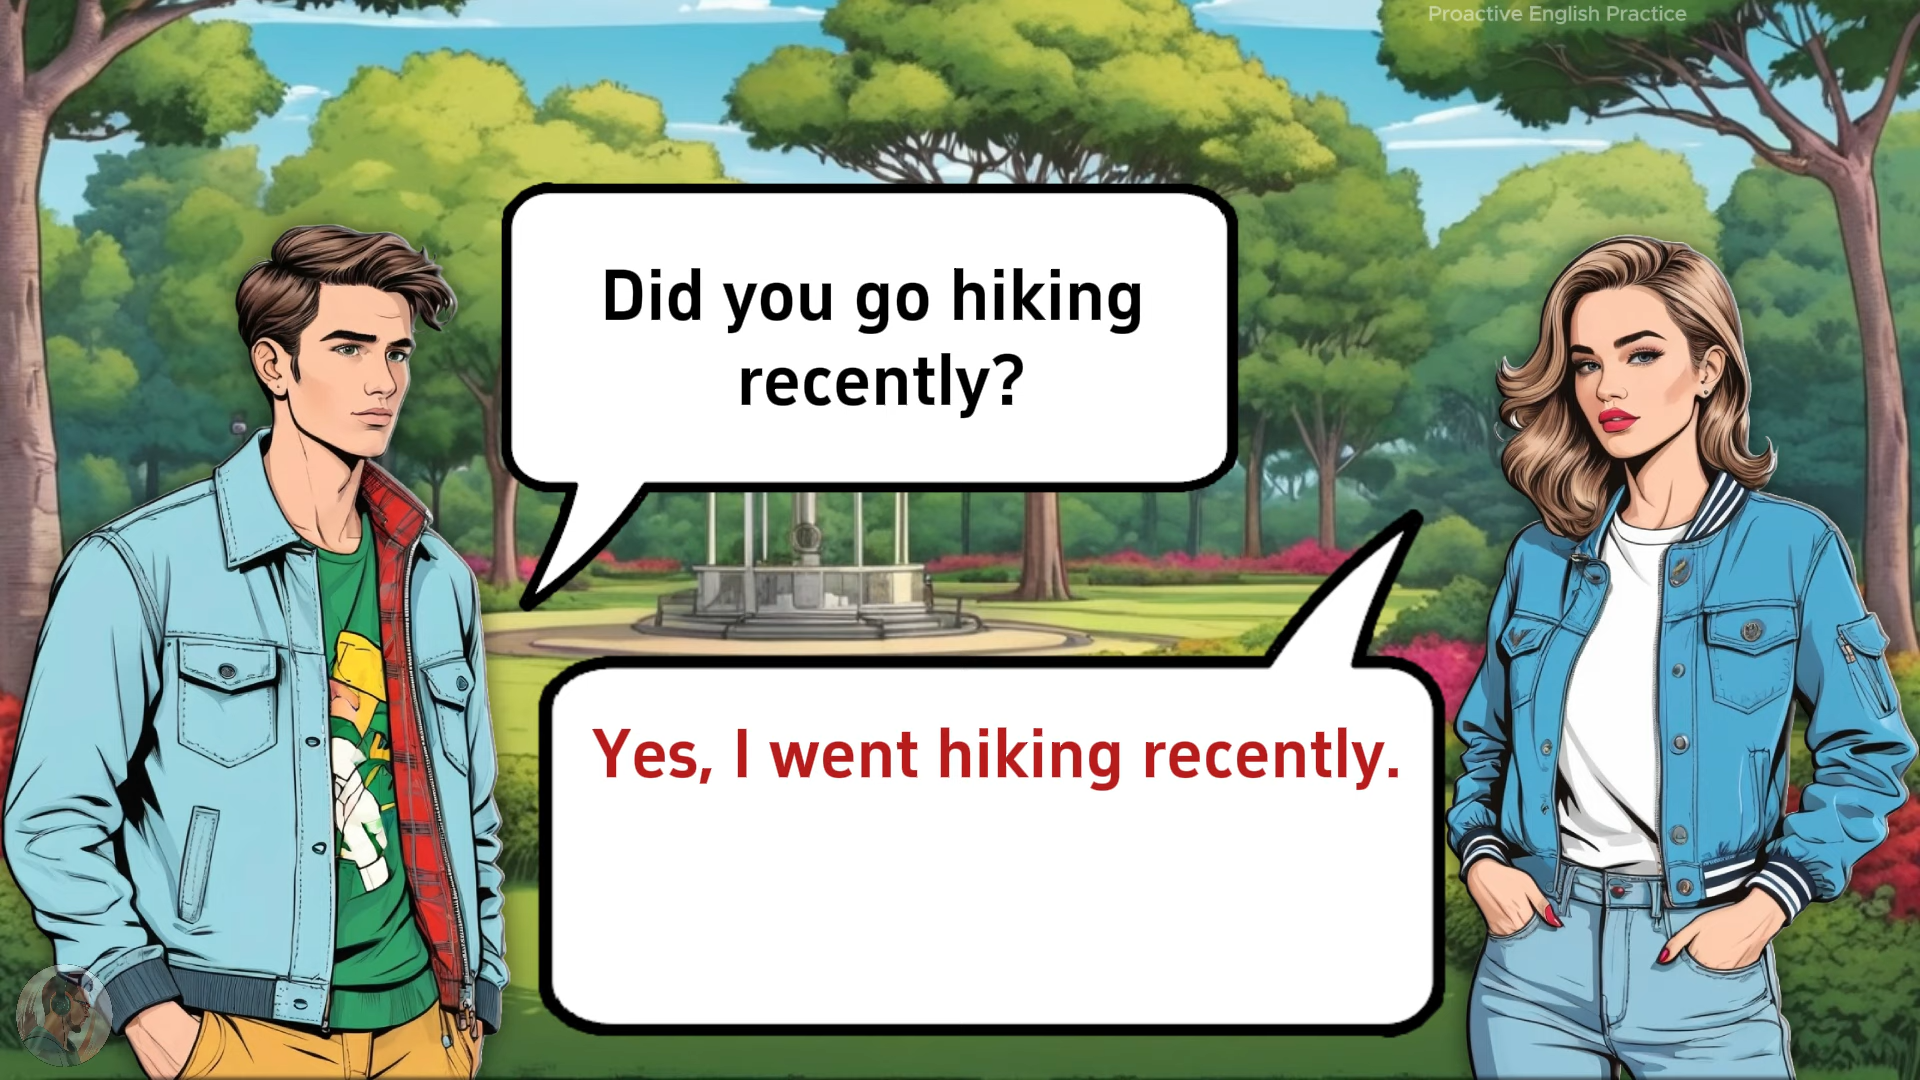 Proactive English Practice
Did you go hiking
recently?
Yes, I went hiking recently.